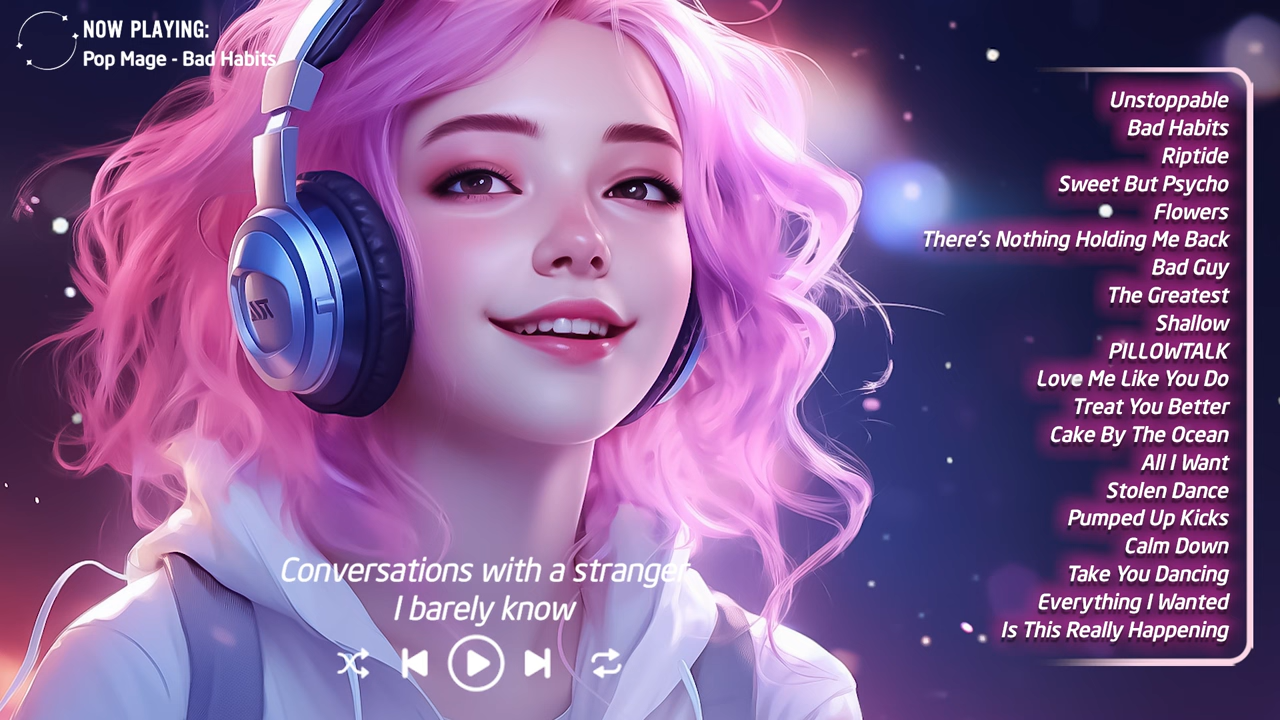 NOW PLAYING:
Pop Mage - Bad Habits
Unstoppable
Bad Habits
Riptide
Sweet But Psycho
Flowers
There's Nothing Holding Me Back
Bad Guy
The Greatest
Shallow
PILLOWTALK
Love Me Like You Do
Treat You Better
Cake By The Ocean
All I Want
Stolen Dance
Pumped Up Kicks
Calm Down
Take You Dancing
Everything I Wanted
Is This Really Happening
Conversations with a stranger
I barely know